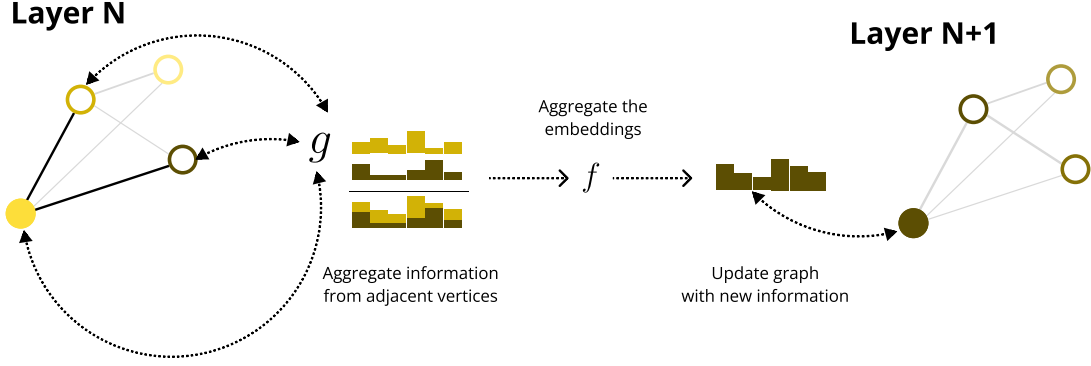 Layer N
Layer N+1
g
Aggregate the
embeddings
f
Aggregate information
from adjacent vertices
Update graph
with new information